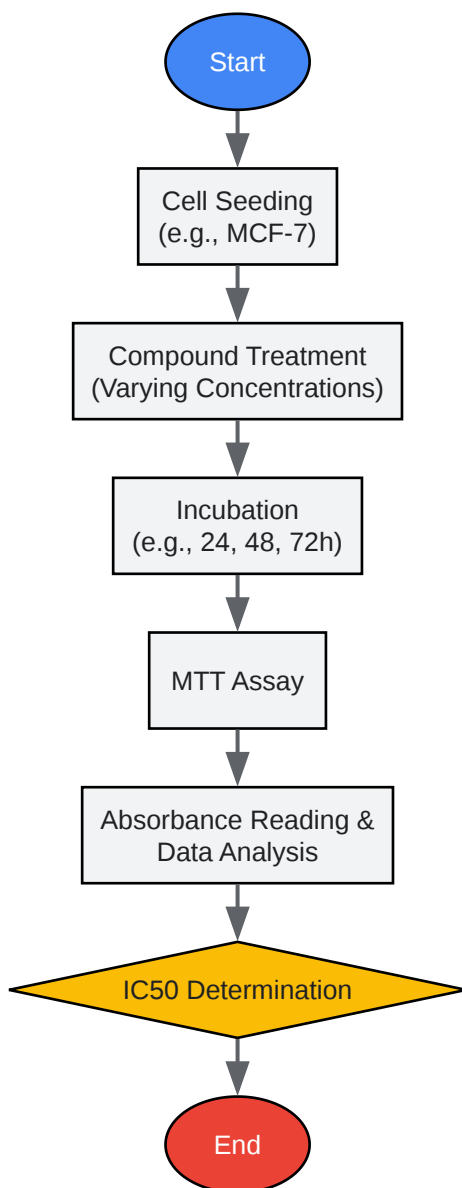 Start
Cell Seeding
(e.g., MCF-7)
Compound Treatment
(Varying Concentrations)
Incubation
(e.g., 24, 48, 72h)
MTT Assay
Absorbance Reading &
Data Analysis
IC50 Determination
End